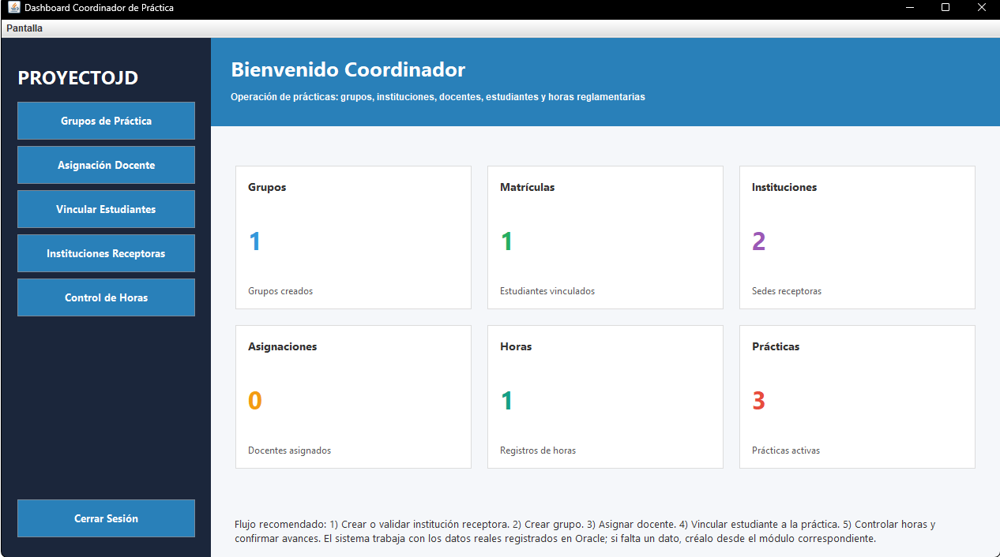 Dashboard Coordinador de Práctica
Pantalla
PROYECTOJD
Grupos de Práctica
Asignación Docente
Vincular Estudiantes
Instituciones Receptoras
Control de Horas
Cerrar Sesión
Bienvenido Coordinador
Operación de prácticas: grupos, instituciones, docentes, estudiantes y horas reglamentarias
Grupos
1
Grupos creados
Matrículas
1
Estudiantes vinculados
Instituciones
2
Sedes receptoras
Asignaciones
0
Docentes asignados
Horas
1
Registros de horas
Prácticas
3
Prácticas activas
Flujo recomendado: 1) Crear o validar institución receptora. 2) Crear grupo. 3) Asignar docente. 4) Vincular estudiante a la práctica. 5) Controlar horas y
confirmar avances. El sistema trabaja con los datos reales registrados en Oracle; si falta un dato, créalo desde el módulo correspondiente.